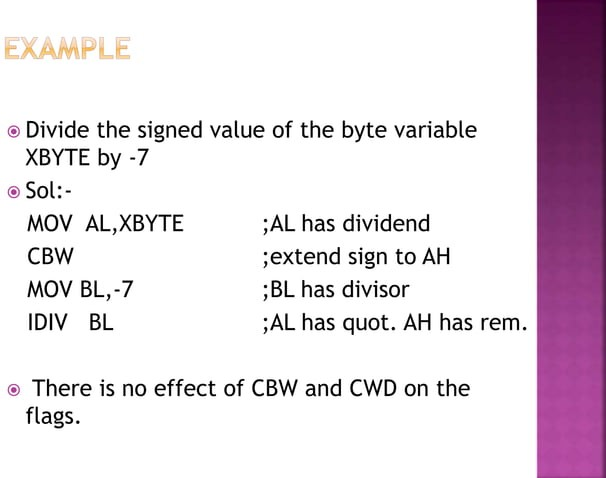 EXAMPLE
Divide the signed value of the byte variable
XBYTE by -7
Sol:-
MOV AL,XBYTE ;AL has dividend
CBW ;extend sign to AH
MOV BL,-7 ;BL has divisor
IDIV BL ;AL has quot. AH has rem.
There is no effect of CBW and CWD on the
flags.